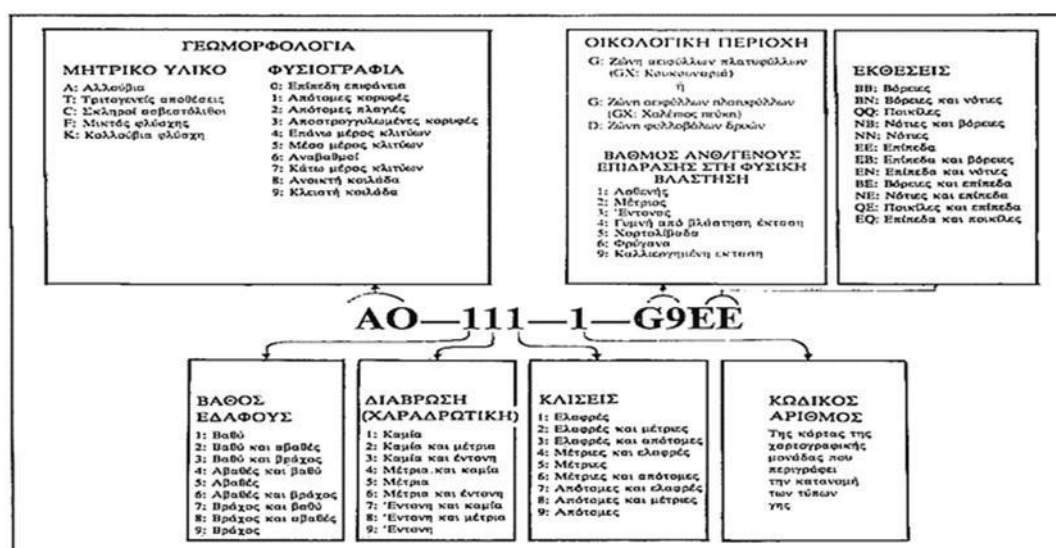 ΓΕΩΜΟΡΦΟΛΟΓΙΑ
ΜΗΤΡΙΚΟ ΥΛΙΚΟ
Α: Αλλούβια
Τ: Τριτογενείς αποθέσεις
C: Σκληροί ασβεστόλιθοι
F: Μικτός φλύσχης
Κ: Κολλούβια φλύσχη
ΦΥΣΙΟΓΡΑΦΙΑ
0: Επίπεδη επιφάνεια
1: Απότομες κορυφές
2: Απότομες πλαγιές
3: Αποστρογγυλωμένες κορυφές
4: Επάνω μέρος κλιτύων
5: Μέσο μέρος κλιτύων
6: Αναβαθμοί
7: Κάτω μέρος κλιτύων
8: Ανοικτή κοιλάδα
9: Κλειστή κοιλάδα
ΟΙΚΟΛΟΓΙΚΗ ΠΕΡΙΟΧΗ
G: Ζώνη αειφύλλων πλατυφύλλων
(GX: Κουκουναριά)
ή
G: Ζώνη αειφύλλων πλατυφύλλων
(GX: Χαλέπιος πεύκη)
D: Ζώνη φυλλοβόλων δρυών
ΒΑΘΜΟΣ ΑΝΘ/ΓΕΝΟΥΣ
ΕΠΙΔΡΑΣΗΣ ΣΤΗ ΦΥΣΙΚΗ
ΒΛΑΣΤΗΣΗ
1: Ασθενής
2: Μέτριος
3: Έντονος
4: Γυμνή από βλάστηση έκταση
5: Χορτολίβαδα
6: Φρύγανα
9: Καλλιεργημένη εκταση
ΕΚΘΕΣΕΙΣ
ΒΒ: Βόρειες
ΒΝ: Βόρειες και νότιες
QQ: Ποικίλες
ΝΒ: Νότιες και βόρειες
ΝΝ: Νότιες
ΕΕ: Επίπεδα
ΕΒ: Επίπεδα και βόρειες
ΕΝ: Επίπεδα και νότιες
ΒΕ: Βόρειες και επίπεδα
ΝΕ: Νότιες και επίπεδα
QE: Ποικίλες και επίπεδα
EQ: Επίπεδα και ποικίλες
ΑΟ—111—1—G9ΕΕ
ΒΑΘΟΣ
ΕΔΑΦΟΥΣ
1: Βαθύ
2: Βαθύ και αβαθές
3: Βαθύ και βράχος
4: Αβαθές και βαθύ
5: Αβαθές
6: Αβαθές και βράχος
7: Βράχος και βαθύ
8: Βράχος και αβαθές
9: Βράχος
ΔΙΑΒΡΩΣΗ
(ΧΑΡΑΔΡΩΤΙΚΗ)
1: Καμία
2: Καμία και μέτρια
3: Καμία και έντονη
4: Μέτρια και καμία
5: Μέτρια
6: Μέτρια και έντονη
7: Έντονη και καμία
8: Έντονη και μέτρια
9: Έντονη
ΚΛΙΣΕΙΣ
1: Ελαφρές
2: Ελαφρές και μέτριες
3: Ελαφρές και απότομες
4: Μέτριες και ελαφρές
5: Μέτριες
6: Μέτριες και απότομες
7: Απότομες και ελαφρές
8: Απότομες και μέτριες
9: Απότομες
ΚΩΔΙΚΟΣ
ΑΡΙΘΜΟΣ
Της κάρτας της
χαρτογραφικής
μονάδας που
περιγράφει
την κατανομή
των τύπων
γης